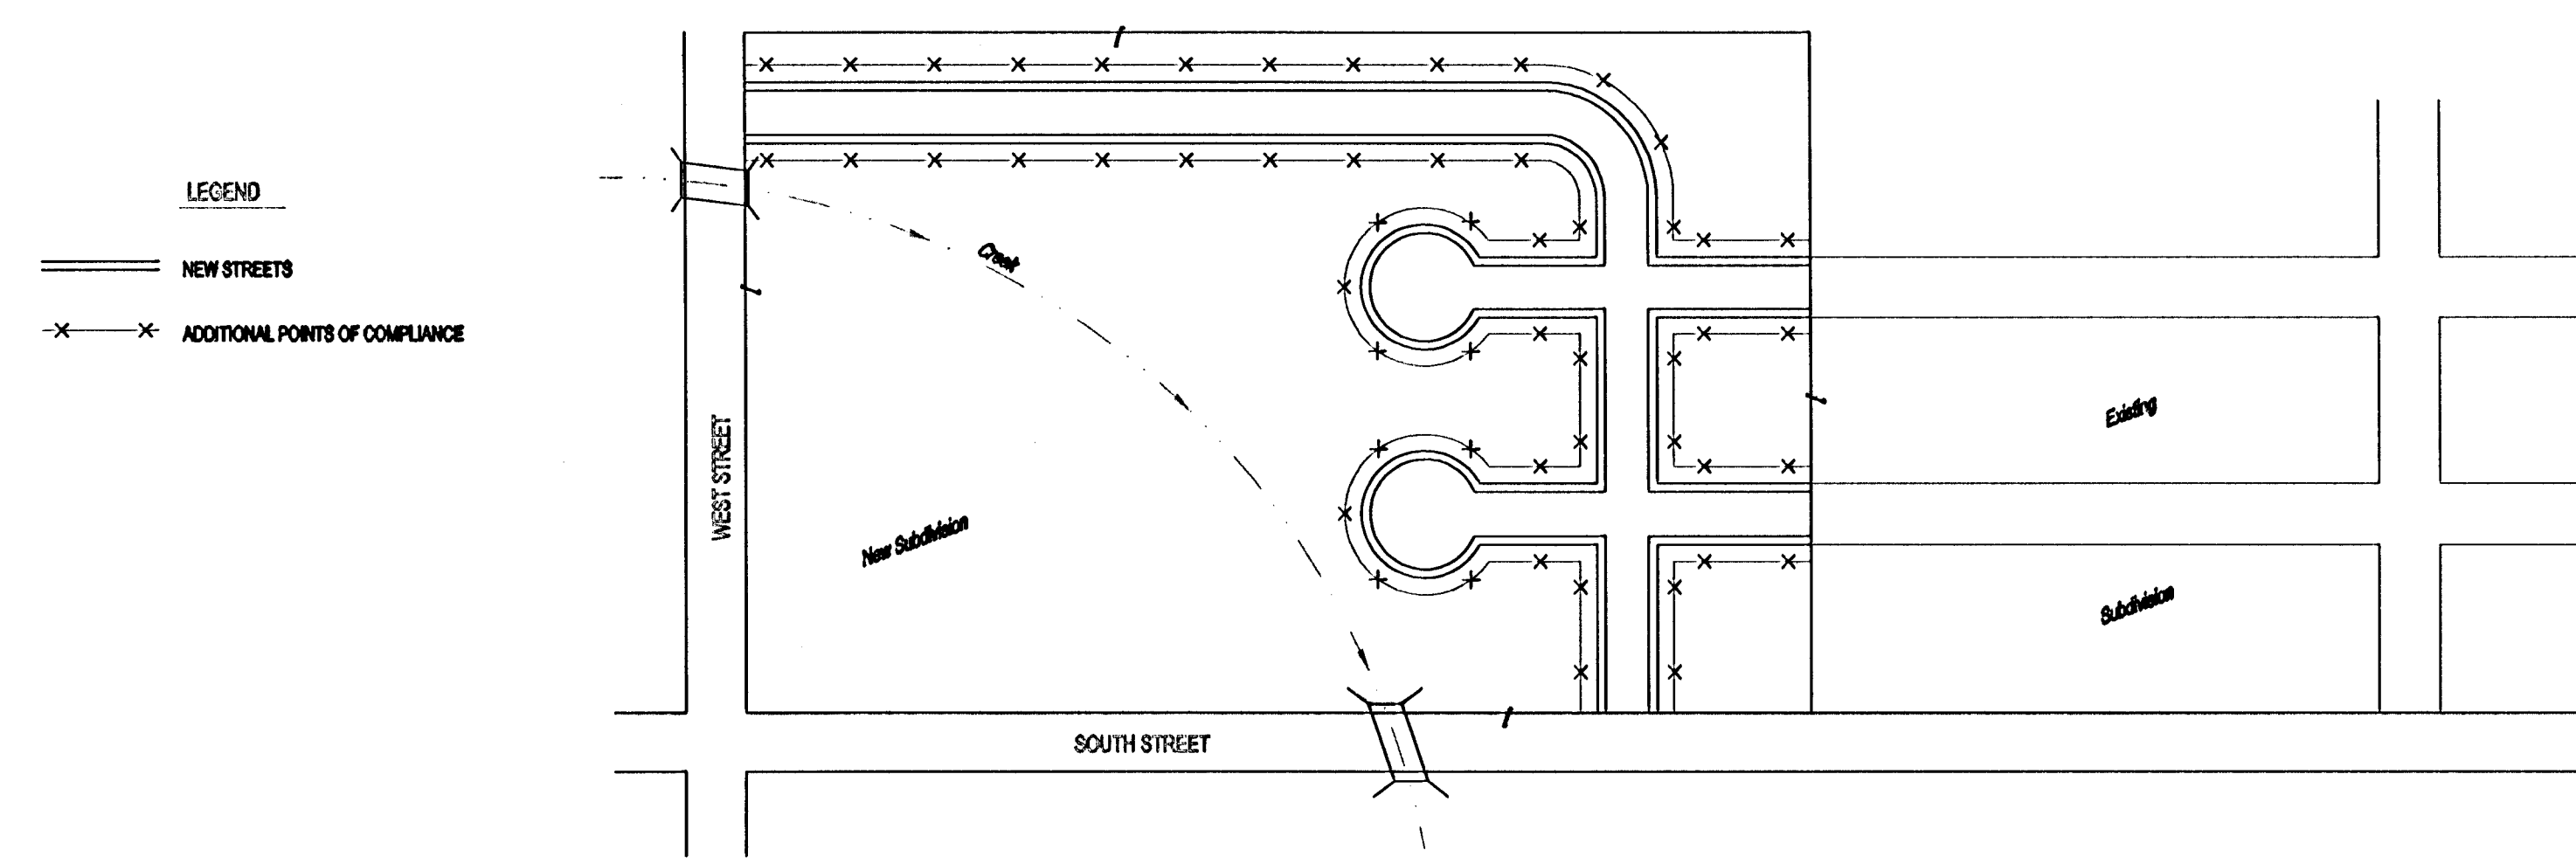 LEGEND
NEW STREETS
ADDITIONAL POINTS OF COMPLIANCE
Creek
WEST STREET
New Subdivision
SOUTH STREET
Existing
Subdivision